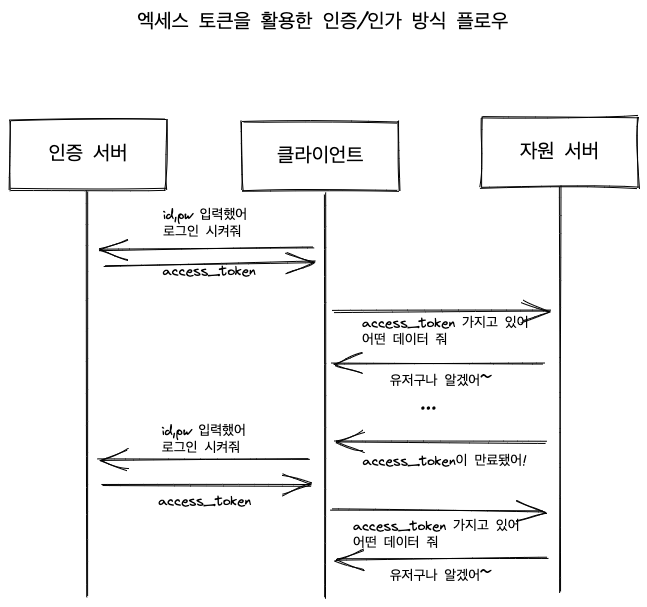 엑세스 토큰을 활용한 인증/인가 방식 플로우
인증 서버
클라이언트
자원 서버
id,pw 입력했어
로그인 시켜줘
access_token
access_token 가지고 있어
어떤 데이터 줘
유저구나 알겠어~
...
id,pw 입력했어
로그인 시켜줘
access_token이 만료됐어!
access_token
access_token 가지고 있어
어떤 데이터 줘
유저구나 알겠어~